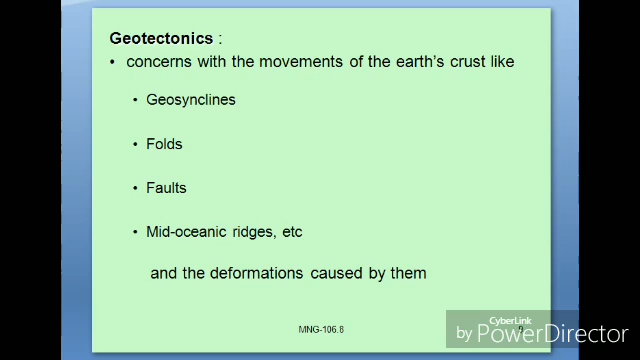 Geotectonics :
• concerns with the movements of the earth's crust like
• Geosynclines
• Folds
• Faults
• Mid-oceanic ridges, etc
and the deformations caused by them
MNG-106.8
9
CyberLink
by PowerDirector